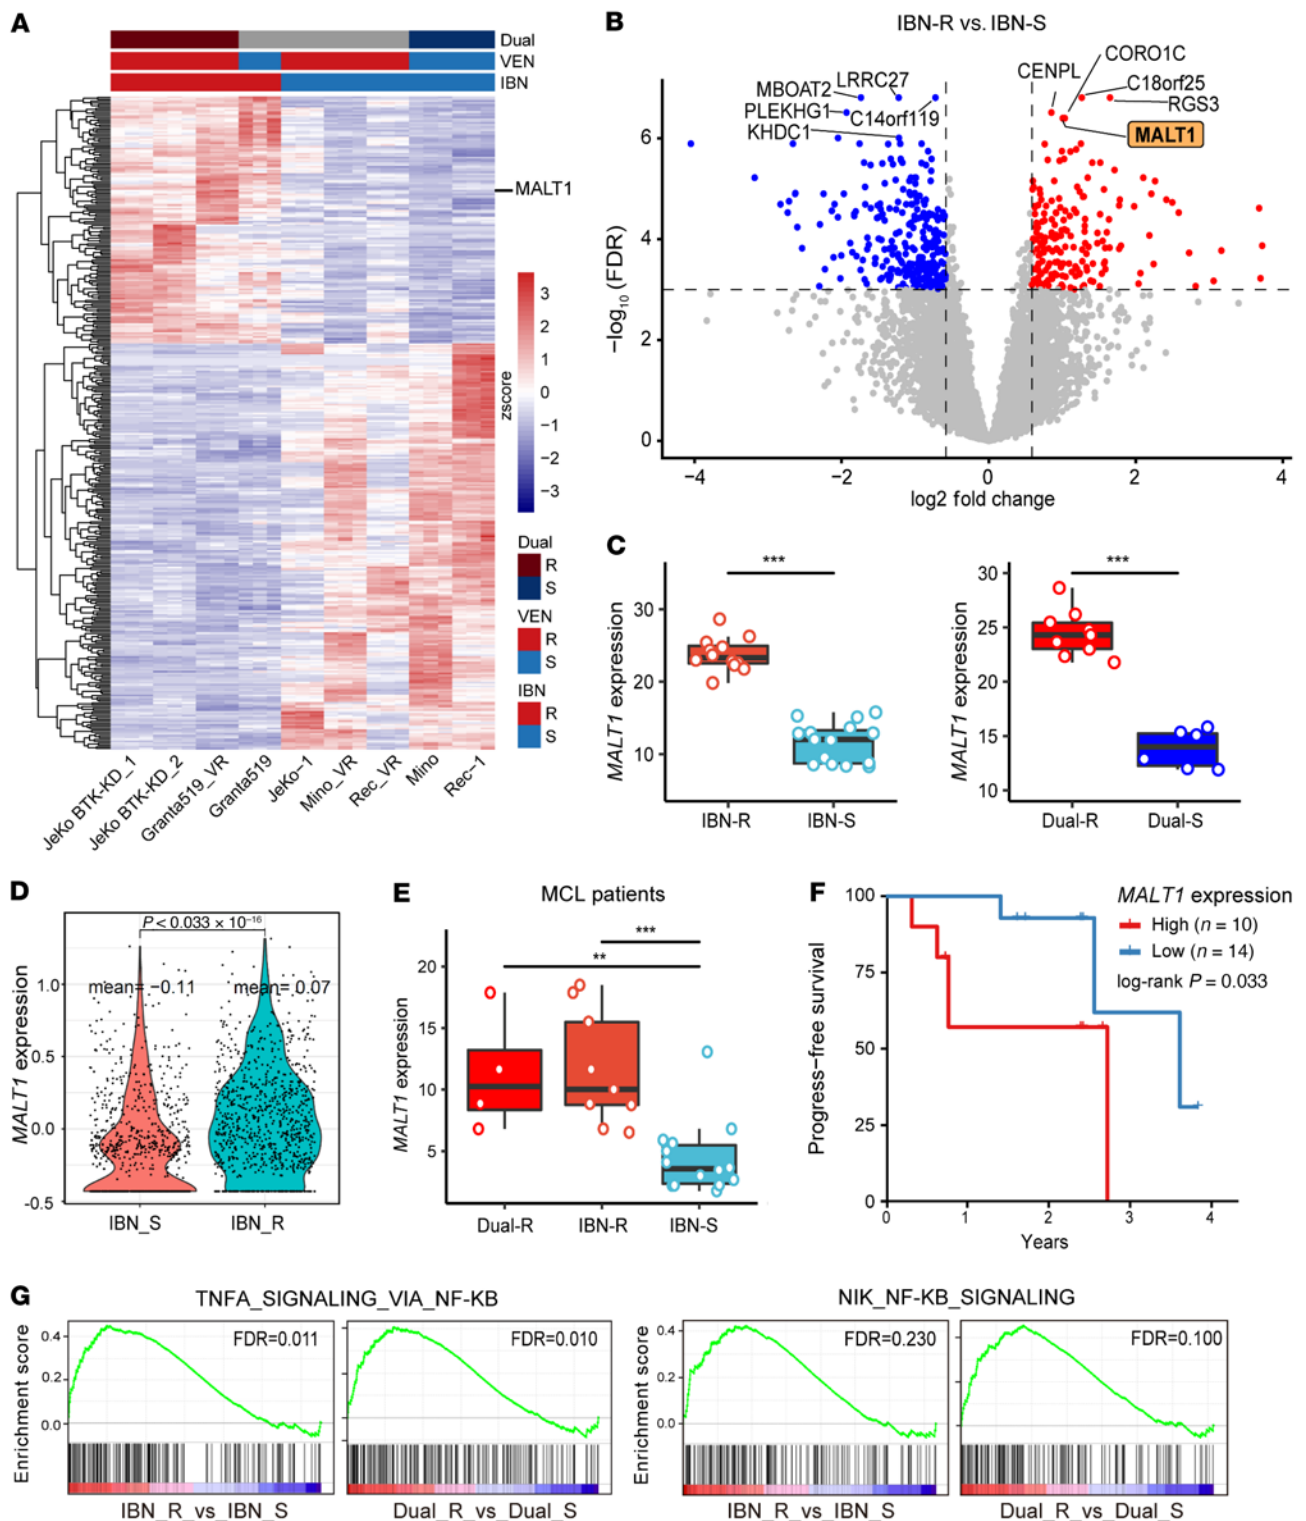 A
Dual
VEN
IBN
MALT1
3
2
1
0
−1
−2
−3
zscore
Dual
R
S
VEN
R
S
IBN
R
S
JeKo BTK-KD_1
JeKo BTK-KD_2
Granta519_VR
Granta519
JeKo-1
Mino_VR
Rec_VR
Mino
Rec-1
B
IBN-R vs. IBN-S
CORO1C
CENPL
C18orf25
RGS3
MALT1
LRRC27
MBOAT2
PLEKHG1
C14orf119
KHDC1
−log10 (FDR)
6
4
2
0
−4
−2
0
2
4
log2 fold change
C
MALT1 expression
30
20
10
***
IBN-R
IBN-S
MALT1 expression
30
25
20
15
10
***
Dual-R
Dual-S
D
P < 0.033 × 10−16
mean= −0.11
mean= 0.07
MALT1 expression
1.0
0.5
0.0
-0.5
IBN_S
IBN_R
E
MCL patients
***
**
MALT1 expression
20
15
10
5
Dual-R
IBN-R
IBN-S
F
MALT1 expression
High (n = 10)
Low (n = 14)
log-rank P = 0.033
Progress−free survival
100
75
50
25
0
0
1
2
3
4
Years
G
TNFA_SIGNALING_VIA_NF-KB
Enrichment score
0.4
0.2
0.0
FDR=0.011
IBN_R_vs_IBN_S
FDR=0.010
Dual_R_vs_Dual_S
NIK_NF-KB_SIGNALING
Enrichment score
0.4
0.2
0.0
FDR=0.230
IBN_R_vs_IBN_S
FDR=0.100
Dual_R_vs_Dual_S